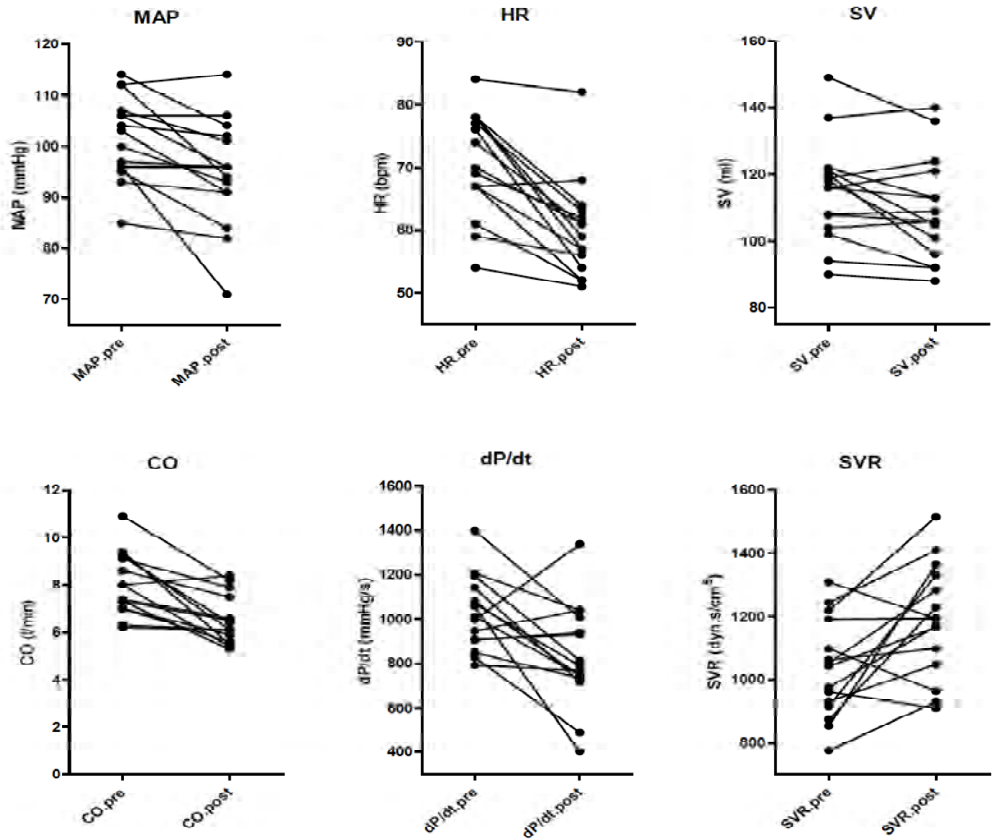 MAP
120
110
100
90
80
70
MAP (mmHg)
MAP.pre
MAP.post
HR
90
80
70
60
50
HR (bpm)
HR.pre
HR.post
SV
160
140
120
100
80
SV (ml)
SV.pre
SV.post
CO
12
10
8
6
4
2
0
CO (l/min)
CO.pre
CO.post
dP/dt
1600
1400
1200
1000
800
600
400
dP/dt (mmHg/s)
dP/dt.pre
dP/dt.post
SVR
1600
1400
1200
1000
800
SVR (dyn.s/cm⁵)
SVR.pre
SVR.post